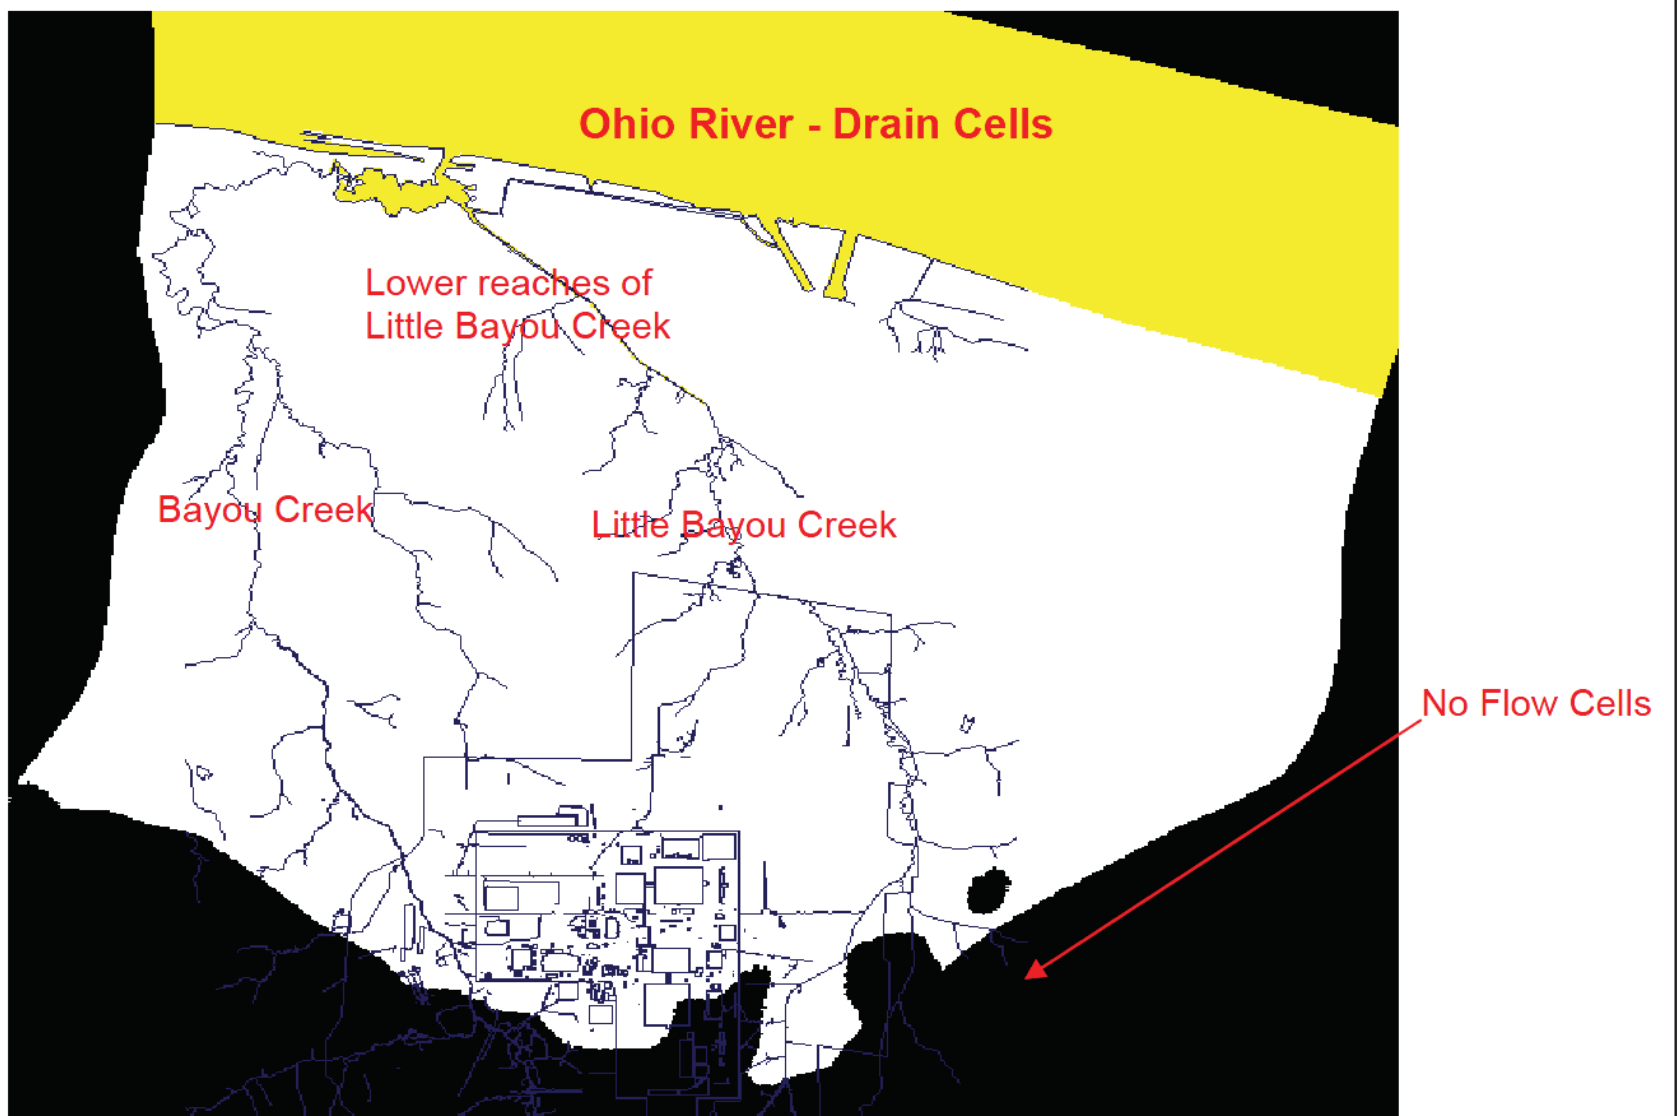 Ohio River - Drain Cells
Lower reaches of
Little Bayou Creek
Bayou Creek
Little Bayou Creek
No Flow Cells